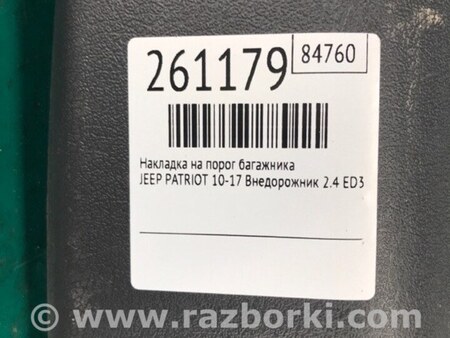 261179
84760
Накладка на порог багажника
JEEP PATRIOT 10-17 Внедорожник 2.4 ED3
www.razborki.com